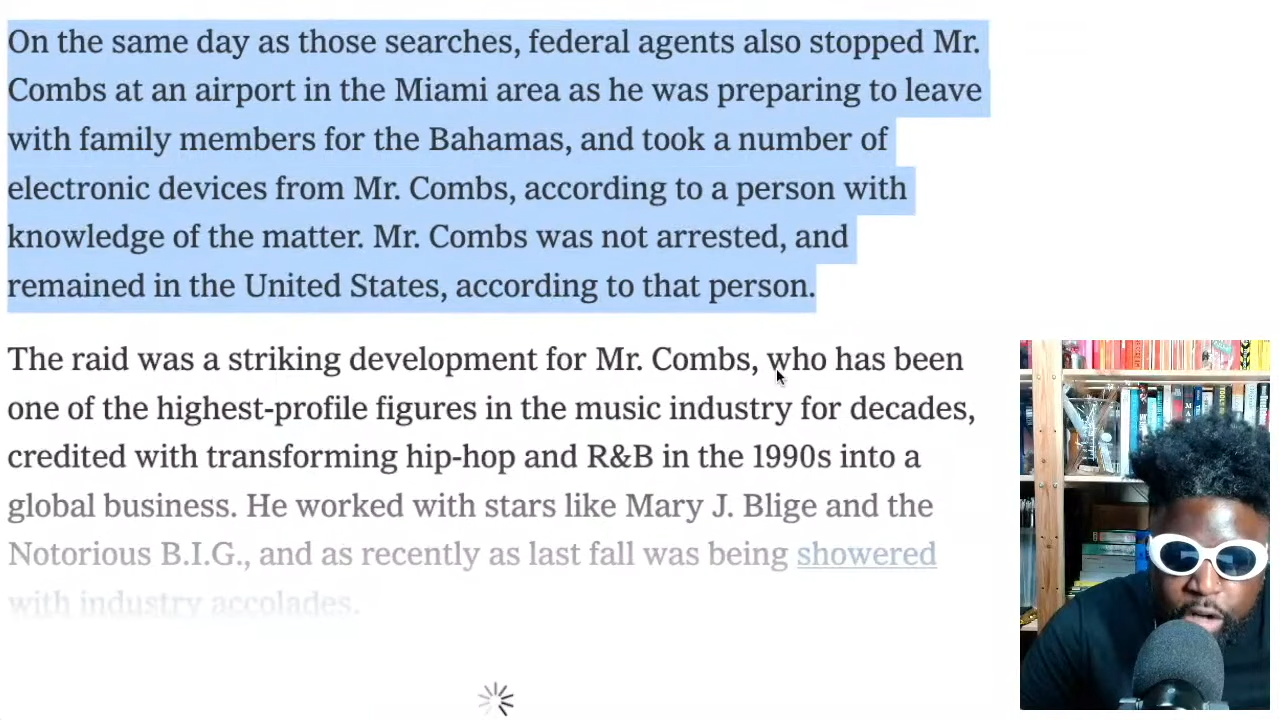 On the same day as those searches, federal agents also stopped Mr.
Combs at an airport in the Miami area as he was preparing to leave
with family members for the Bahamas, and took a number of
electronic devices from Mr. Combs, according to a person with
knowledge of the matter. Mr. Combs was not arrested, and
remained in the United States, according to that person.
The raid was a striking development for Mr. Combs, who has been
one of the highest-profile figures in the music industry for decades,
credited with transforming hip-hop and R&B in the 1990s into a
global business. He worked with stars like Mary J. Blige and the
Notorious B.I.G., and as recently as last fall was being showered
with industry accolades.